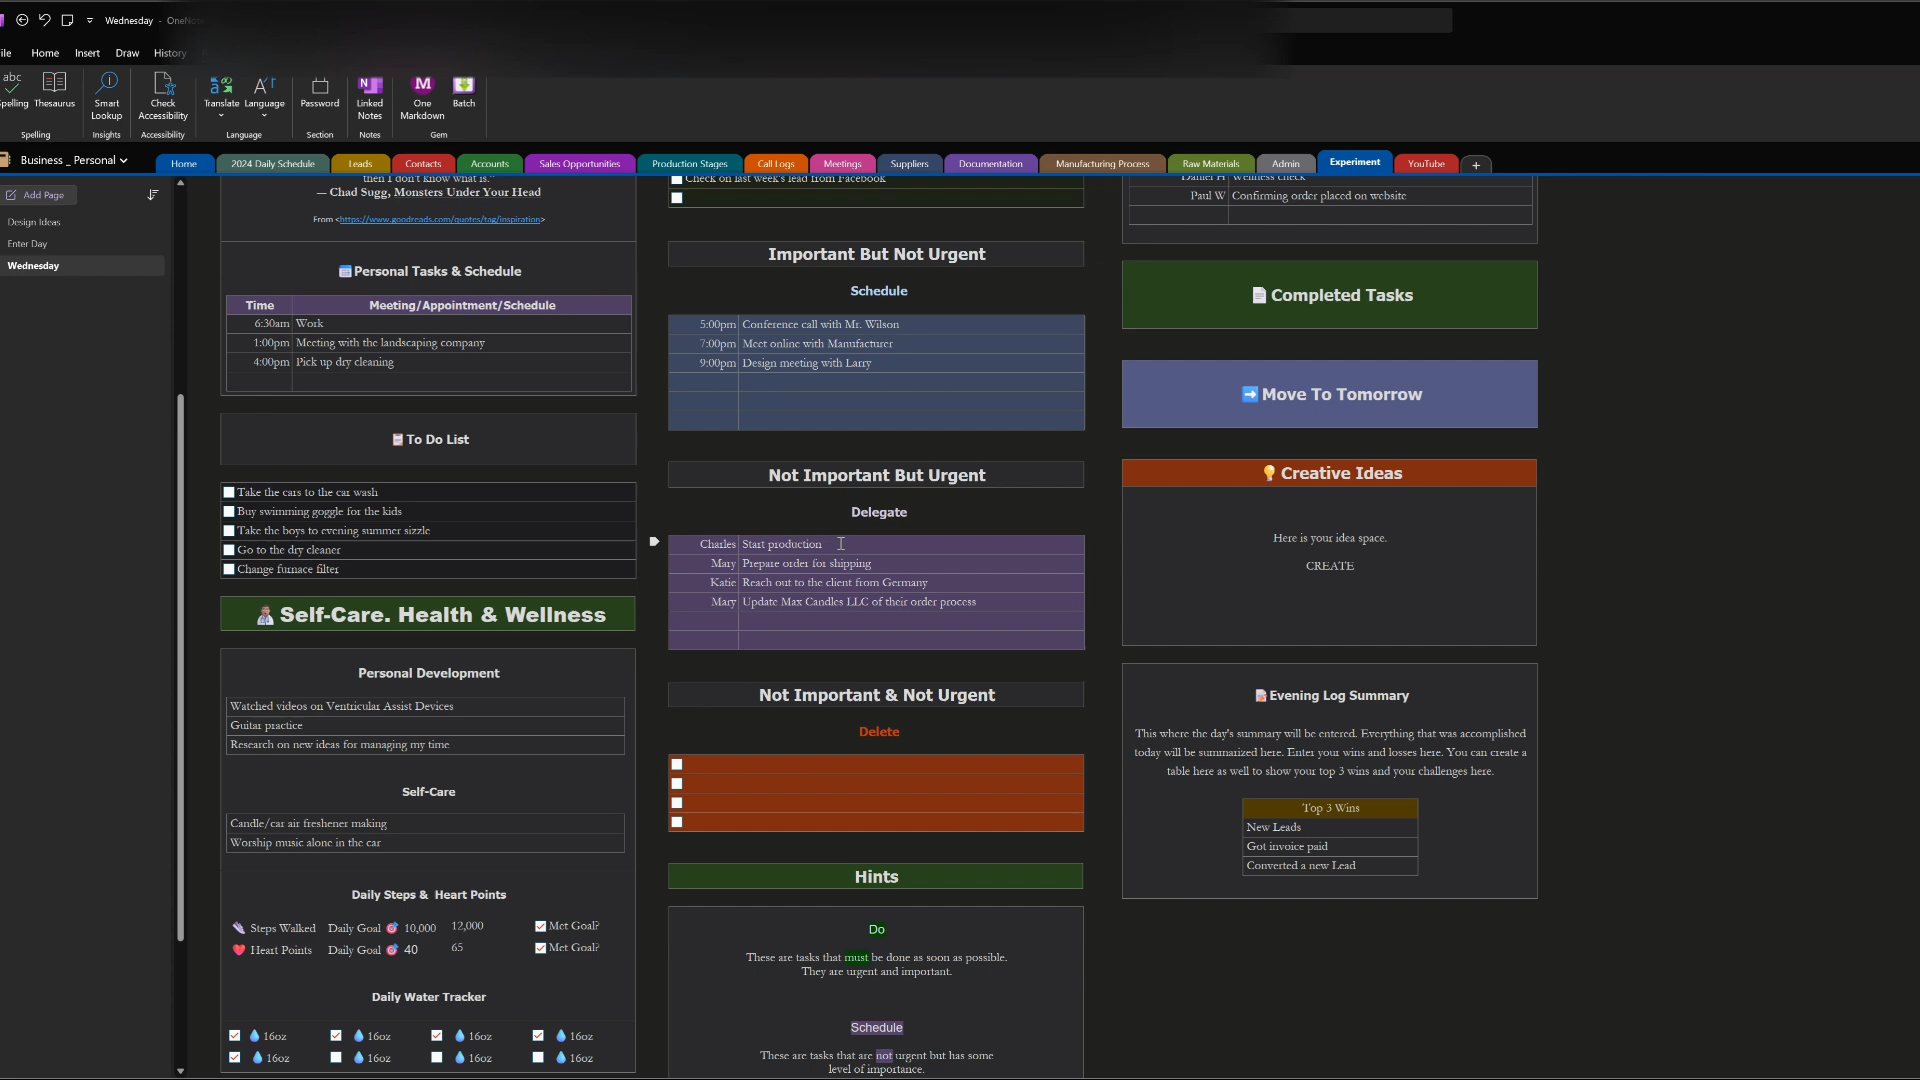 Wednesday - OneNote
File
Home
Insert
Draw
History
Spelling
Thesaurus
Smart Lookup
Check Accessibility
Translate
Language
Password
Linked Notes
One Markdown
Batch
Spelling
Insights
Accessibility
Language
Section
Notes
Gem
Business _ Personal
Home
2024 Daily Schedule
Leads
Contacts
Accounts
Sales Opportunities
Production Stages
Call Logs
Meetings
Suppliers
Documentation
Manufacturing Process
Raw Materials
Admin
Experiment
YouTube
+
Add Page
Design Ideas
Enter Day
Wednesday
then I don't know what is."
― Chad Sugg, Monsters Under Your Head
From <https://www.goodreads.com/quotes/tag/inspiration>
Personal Tasks & Schedule
Time Meeting/Appointment/Schedule
6:30am Work
1:00pm Meeting with the landscaping company
4:00pm Pick up dry cleaning
To Do List
Take the cars to the car wash
Buy swimming goggle for the kids
Take the boys to evening summer sizzle
Go to the dry cleaner
Change furnace filter
Self-Care. Health & Wellness
Personal Development
Watched videos on Ventricular Assist Devices
Guitar practice
Research on new ideas for managing my time
Self-Care
Candle/car air freshener making
Worship music alone in the car
Daily Steps & Heart Points
Steps Walked Daily Goal 10,000 12,000 Met Goal?
Heart Points Daily Goal 40 65 Met Goal?
Daily Water Tracker
16oz 16oz 16oz 16oz
16oz 16oz 16oz 16oz
Check on last week's lead from Facebook
Important But Not Urgent
Schedule
5:00pm Conference call with Mr. Wilson
7:00pm Meet online with Manufacturer
9:00pm Design meeting with Larry
Not Important But Urgent
Delegate
Charles Start production
Mary Prepare order for shipping
Katie Reach out to the client from Germany
Mary Update Max Candles LLC of their order process
Not Important & Not Urgent
Delete
Hints
Do
These are tasks that must be done as soon as possible.
They are urgent and important.
Schedule
These are tasks that are not urgent but has some
level of importance.
Daniel H Wellness check
Paul W Confirming order placed on website
Completed Tasks
Move To Tomorrow
Creative Ideas
Here is your idea space.
CREATE
Evening Log Summary
This where the day's summary will be entered. Everything that was accomplished
today will be summarized here. Enter your wins and losses here. You can create a
table here as well to show your top 3 wins and your challenges here.
Top 3 Wins
New Leads
Got invoice paid
Converted a new Lead